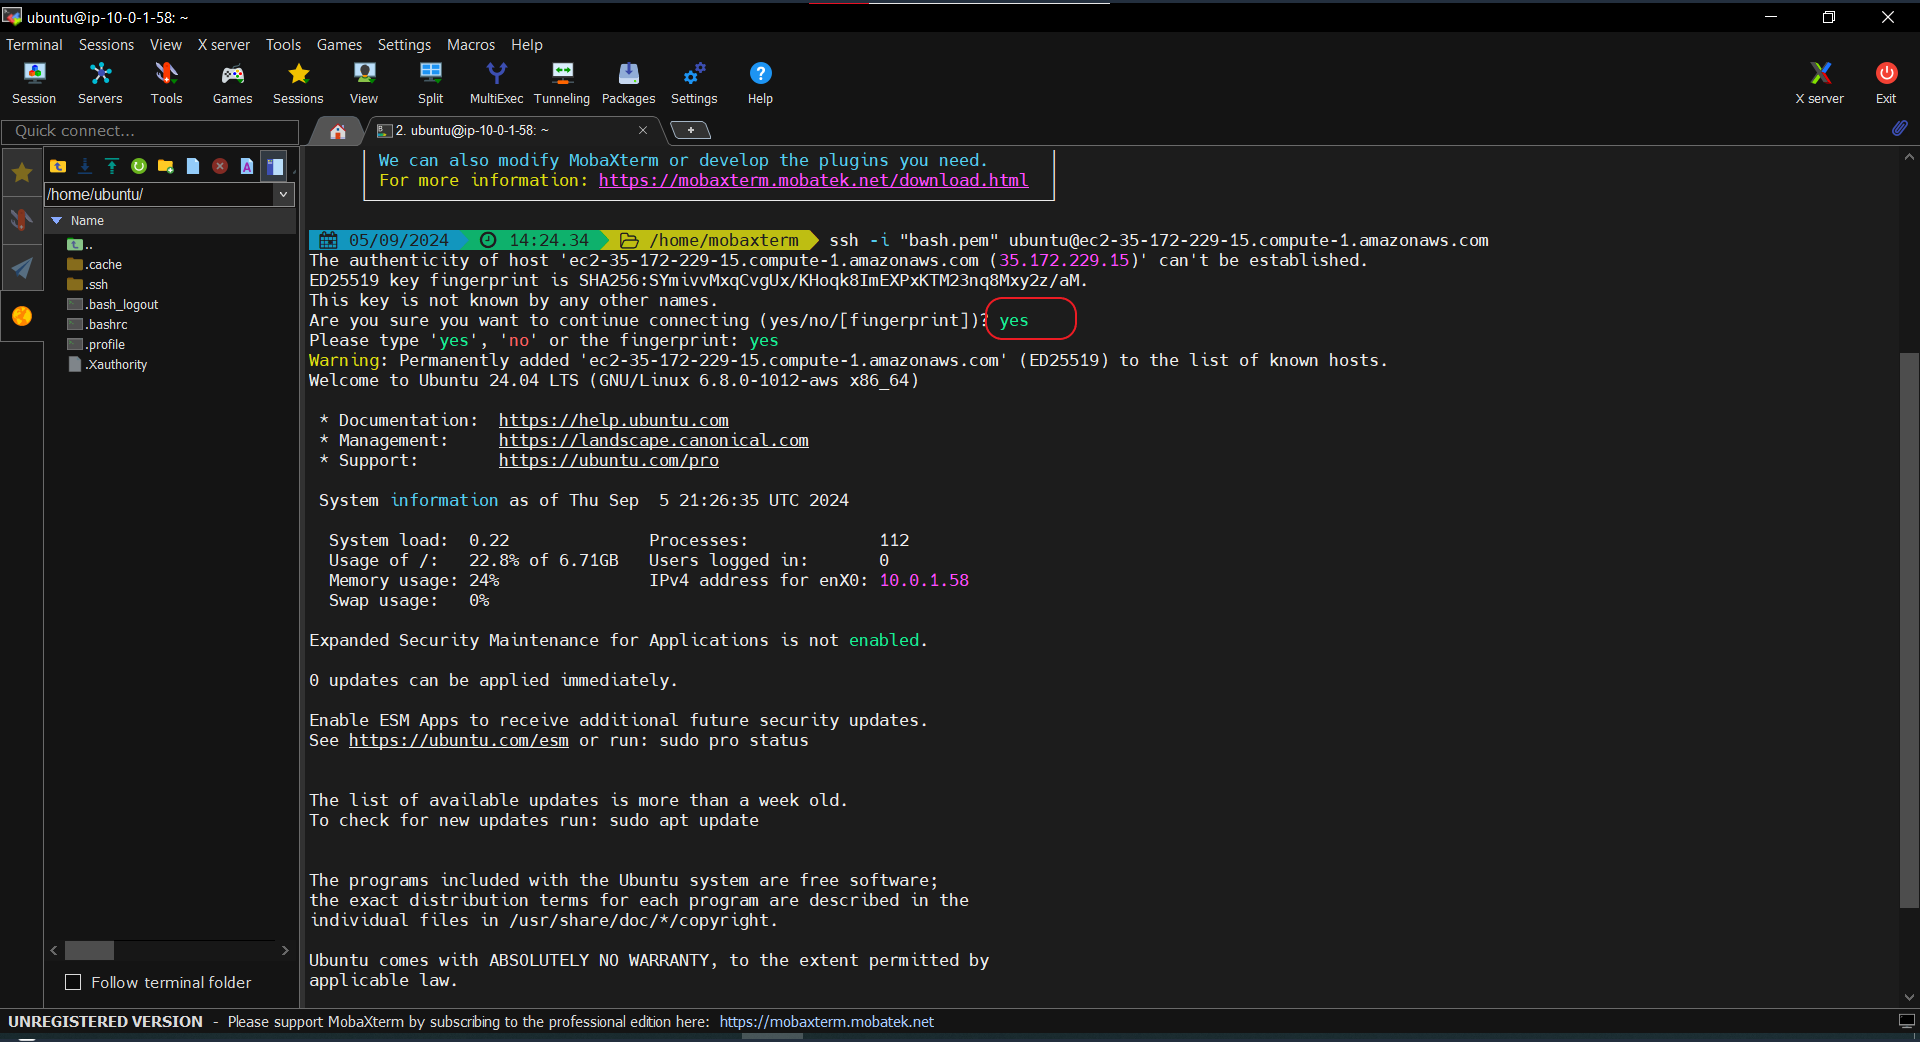 ubuntu@ip-10-0-1-58: ~
Terminal Sessions View X server Tools Games Settings Macros Help
Session Servers Tools Games Sessions View Split MultiExec Tunneling Packages Settings Help X server Exit
Quick connect...
2. ubuntu@ip-10-0-1-58: ~
/home/ubuntu/
Name
..
.cache
.ssh
.bash_logout
.bashrc
.profile
.Xauthority
Follow terminal folder
We can also modify MobaXterm or develop the plugins you need.
For more information: https://mobaxterm.mobatek.net/download.html
05/09/2024 14:24.34 /home/mobaxterm ssh -i "bash.pem" ubuntu@ec2-35-172-229-15.compute-1.amazonaws.com
The authenticity of host 'ec2-35-172-229-15.compute-1.amazonaws.com (35.172.229.15)' can't be established.
ED25519 key fingerprint is SHA256:SYmivvMxqCvgUx/KHoqk8ImEXPxKTM23nq8Mxy2z/aM.
This key is not known by any other names.
Are you sure you want to continue connecting (yes/no/[fingerprint])? yes
Please type 'yes', 'no' or the fingerprint: yes
Warning: Permanently added 'ec2-35-172-229-15.compute-1.amazonaws.com' (ED25519) to the list of known hosts.
Welcome to Ubuntu 24.04 LTS (GNU/Linux 6.8.0-1012-aws x86_64)
* Documentation: https://help.ubuntu.com
* Management: https://landscape.canonical.com
* Support: https://ubuntu.com/pro
System information as of Thu Sep 5 21:26:35 UTC 2024
System load: 0.22 Processes: 112
Usage of /: 22.8% of 6.71GB Users logged in: 0
Memory usage: 24% IPv4 address for enX0: 10.0.1.58
Swap usage: 0%
Expanded Security Maintenance for Applications is not enabled.
0 updates can be applied immediately.
Enable ESM Apps to receive additional future security updates.
See https://ubuntu.com/esm or run: sudo pro status
The list of available updates is more than a week old.
To check for new updates run: sudo apt update
The programs included with the Ubuntu system are free software;
the exact distribution terms for each program are described in the
individual files in /usr/share/doc/*/copyright.
Ubuntu comes with ABSOLUTELY NO WARRANTY, to the extent permitted by
applicable law.
UNREGISTERED VERSION - Please support MobaXterm by subscribing to the professional edition here: https://mobaxterm.mobatek.net